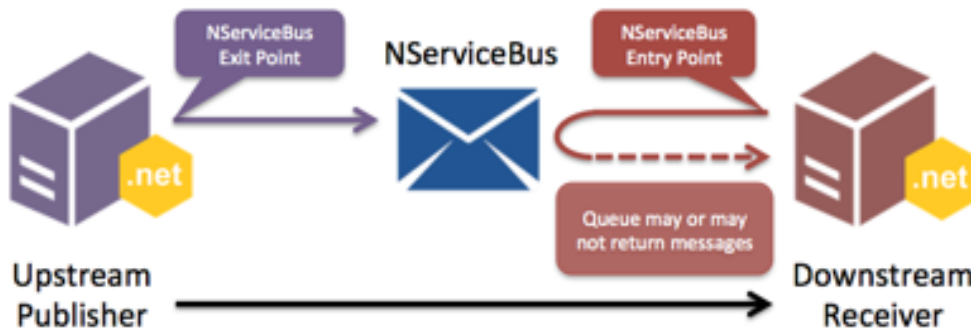 NServiceBus
Exit Point
NServiceBus
NServiceBus
Entry Point
.net
.net
Queue may or may
not return messages
Upstream
Publisher
Downstream
Receiver